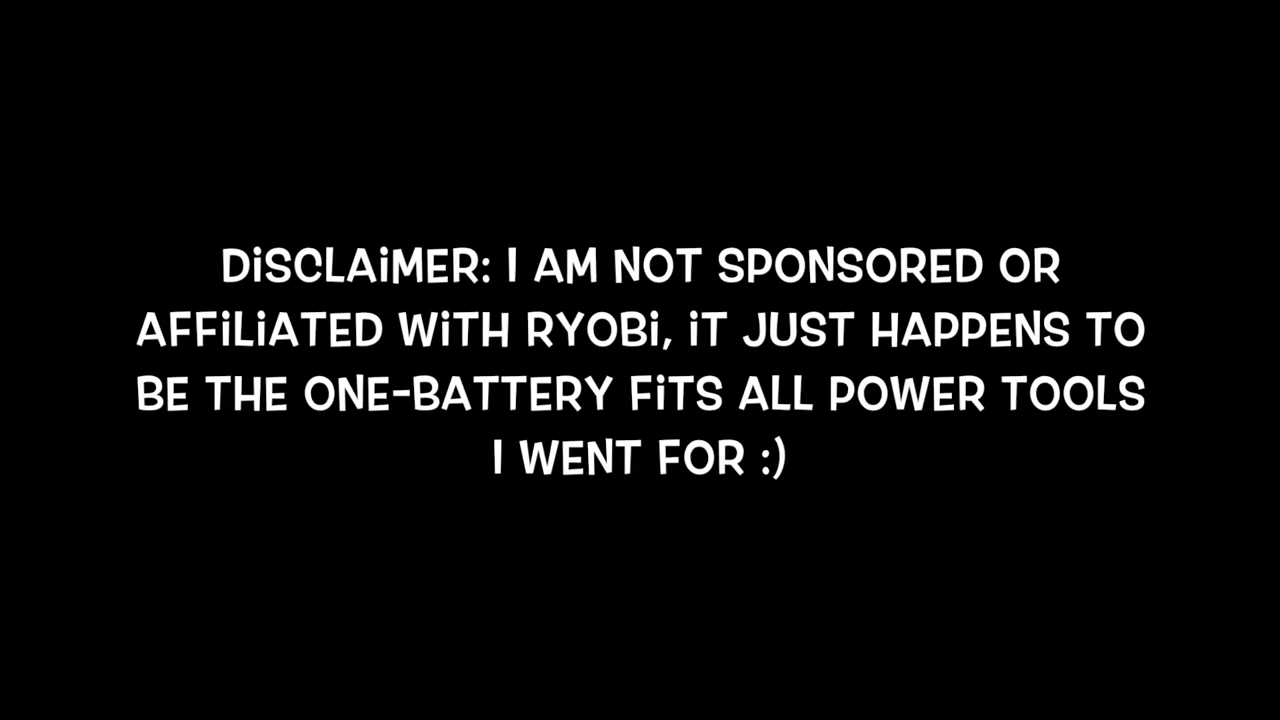 DiSCLAiMER: I AM NOT SPONSORED OR
AFFiLiATED WiTH RYOBi, iT JUST HAPPENS TO
BE THE ONE-BATTERY FiTS ALL POWER TOOLS
I WENT FOR :)